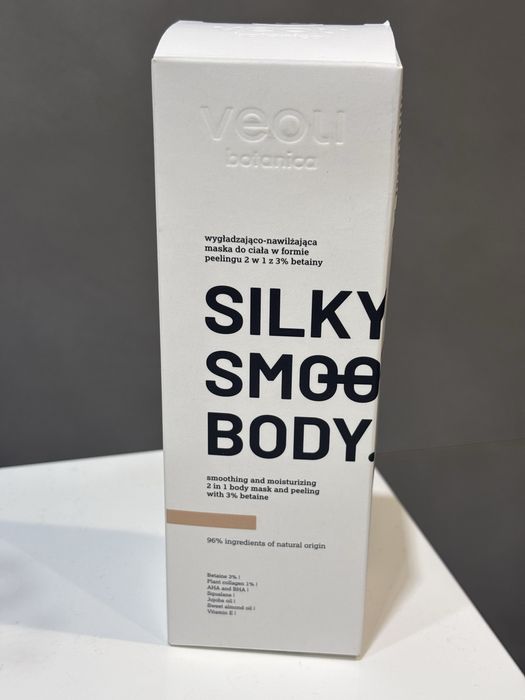 veoli
botanica
wygładzająco-nawilżająca
maska do ciała w formie
peelingu 2 w 1 z 3% betainy
SILKY
SMOO
BODY.
smoothing and moisturizing
2 in 1 body mask and peeling
with 3% betaine
96% ingredients of natural origin
Betaine 3% |
Plant collagen 1% |
AHA and BHA |
Squalane |
Jojoba oil |
Sweet almond oil |
Vitamin E |